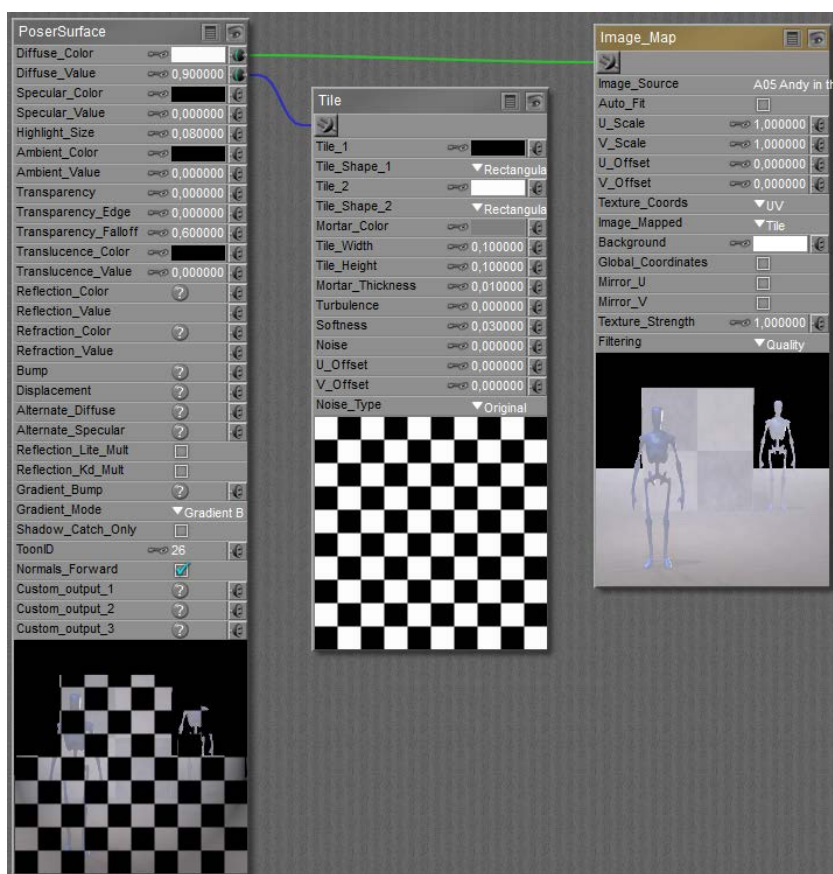 PoserSurface
Diffuse_Color
Diffuse_Value 0,900000
Specular_Color
Specular_Value 0,000000
Highlight_Size 0,080000
Ambient_Color
Ambient_Value 0,000000
Transparency 0,000000
Transparency_Edge 0,000000
Transparency_Falloff 0,600000
Translucence_Color
Translucence_Value 0,000000
Reflection_Color ?
Reflection_Value
Refraction_Color ?
Refraction_Value
Bump ?
Displacement ?
Alternate_Diffuse ?
Alternate_Specular ?
Reflection_Lite_Mult
Reflection_Kd_Mult
Gradient_Bump ?
Gradient_Mode Gradient B
Shadow_Catch_Only
ToonID 26
Normals_Forward
Custom_output_1 ?
Custom_output_2 ?
Custom_output_3 ?
Tile
Tile_1
Tile_Shape_1 Rectangula
Tile_2
Tile_Shape_2 Rectangula
Mortar_Color
Tile_Width 0,100000
Tile_Height 0,100000
Mortar_Thickness 0,010000
Turbulence 0,000000
Softness 0,030000
Noise 0,000000
U_Offset 0,000000
V_Offset 0,000000
Noise_Type Original
Image_Map
Image_Source A05 Andy in th
Auto_Fit
U_Scale 1,000000
V_Scale 1,000000
U_Offset 0,000000
V_Offset 0,000000
Texture_Coords UV
Image_Mapped Tile
Background
Global_Coordinates
Mirror_U
Mirror_V
Texture_Strength 1,000000
Filtering Quality